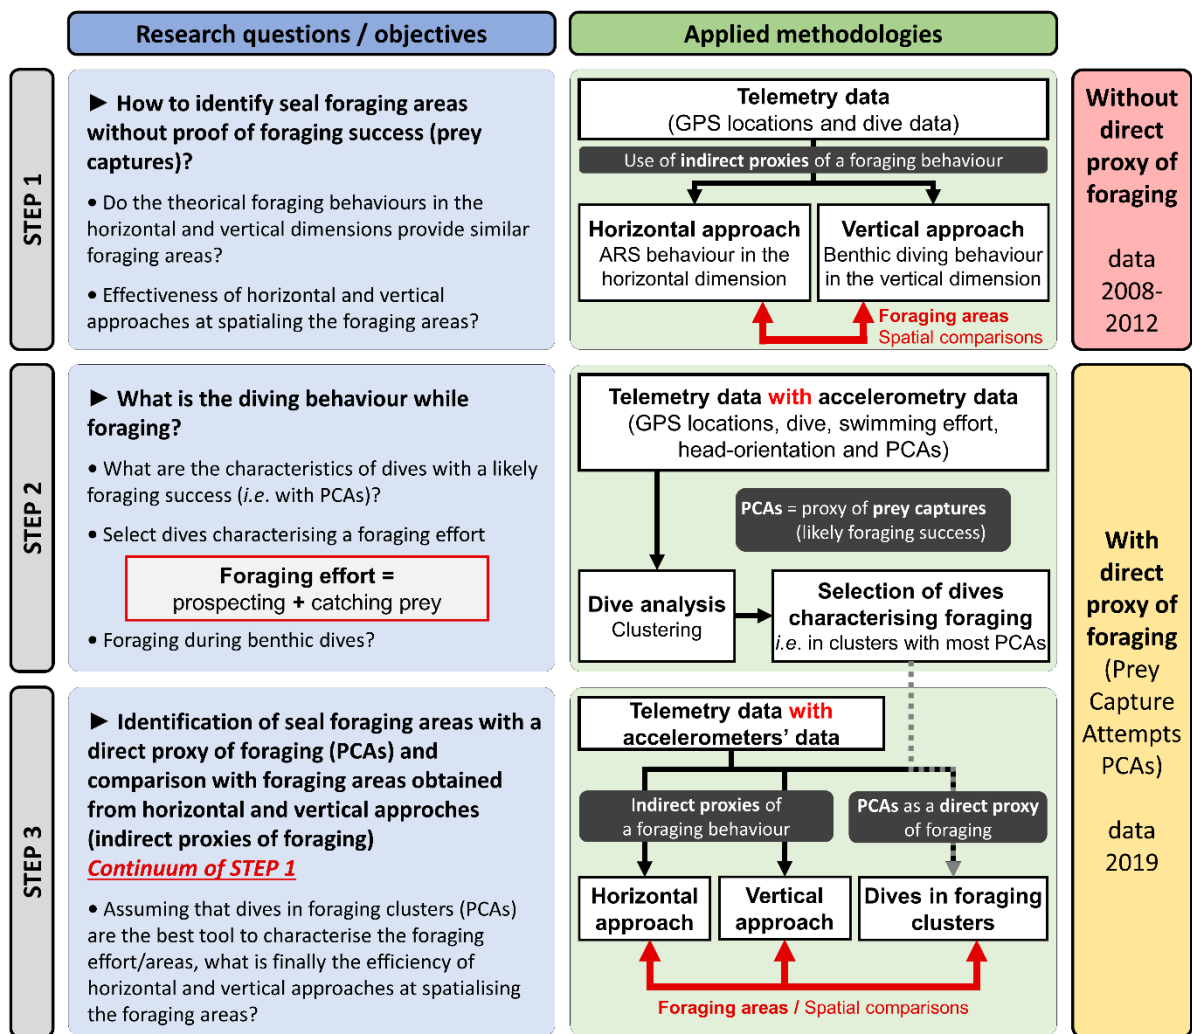 Research questions / objectives
Applied methodologies
STEP 1
► How to identify seal foraging areas
without proof of foraging success (prey
captures)?
• Do the theorical foraging behaviours in the
horizontal and vertical dimensions provide similar
foraging areas?
• Effectiveness of horizontal and vertical
approaches at spatialing the foraging areas?
Telemetry data
(GPS locations and dive data)
Use of indirect proxies of a foraging behaviour
Horizontal approach
ARS behaviour in the
horizontal dimension
Vertical approach
Benthic diving behaviour
in the vertical dimension
Foraging areas
Spatial comparisons
Without
direct
proxy of
foraging
data
2008-
2012
STEP 2
► What is the diving behaviour while
foraging?
• What are the characteristics of dives with a likely
foraging success (i.e. with PCAs)?
• Select dives characterising a foraging effort
Foraging effort =
prospecting + catching prey
• Foraging during benthic dives?
Telemetry data with accelerometry data
(GPS locations, dive, swimming effort,
head-orientation and PCAs)
PCAs = proxy of prey captures
(likely foraging success)
Dive analysis
Clustering
Selection of dives
characterising foraging
i.e. in clusters with most PCAs
With
direct
proxy of
foraging
(Prey
Capture
Attempts
PCAs)
data
2019
STEP 3
► Identification of seal foraging areas with a
direct proxy of foraging (PCAs) and
comparison with foraging areas obtained
from horizontal and vertical approches
(indirect proxies of foraging)
Continuum of STEP 1
• Assuming that dives in foraging clusters (PCAs)
are the best tool to characterise the foraging
effort/areas, what is finally the efficiency of
horizontal and vertical approaches at spatialising
the foraging areas?
Telemetry data with
accelerometers' data
Indirect proxies of
a foraging behaviour
PCAs as a direct proxy
of foraging
Horizontal
approach
Vertical
approach
Dives in foraging
clusters
Foraging areas / Spatial comparisons